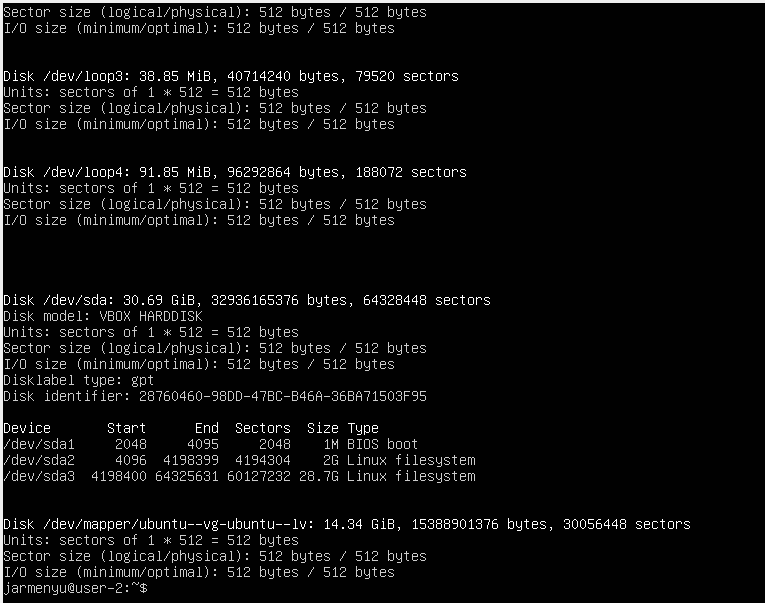 Sector size (logical/physical): 512 bytes / 512 bytes
I/O size (minimum/optimal): 512 bytes / 512 bytes
Disk /dev/loop3: 38.85 MiB, 40714240 bytes, 79520 sectors
Units: sectors of 1 * 512 = 512 bytes
Sector size (logical/physical): 512 bytes / 512 bytes
I/O size (minimum/optimal): 512 bytes / 512 bytes
Disk /dev/loop4: 91.85 MiB, 96292864 bytes, 188072 sectors
Units: sectors of 1 * 512 = 512 bytes
Sector size (logical/physical): 512 bytes / 512 bytes
I/O size (minimum/optimal): 512 bytes / 512 bytes
Disk /dev/sda: 30.69 GiB, 32936165376 bytes, 64328448 sectors
Disk model: VBOX HARDDISK
Units: sectors of 1 * 512 = 512 bytes
Sector size (logical/physical): 512 bytes / 512 bytes
I/O size (minimum/optimal): 512 bytes / 512 bytes
Disklabel type: gpt
Disk identifier: 28760460-98DD-47BC-B46A-36BA71503F95
Device       Start      End  Sectors  Size Type
/dev/sda1     2048     4095     2048    1M BIOS boot
/dev/sda2     4096  4198399  4194304    2G Linux filesystem
/dev/sda3  4198400 64325631 60127232 28.7G Linux filesystem
Disk /dev/mapper/ubuntu--vg-ubuntu--lv: 14.34 GiB, 15388901376 bytes, 30056448 sectors
Units: sectors of 1 * 512 = 512 bytes
Sector size (logical/physical): 512 bytes / 512 bytes
I/O size (minimum/optimal): 512 bytes / 512 bytes
jarmenyu@user-2:~$